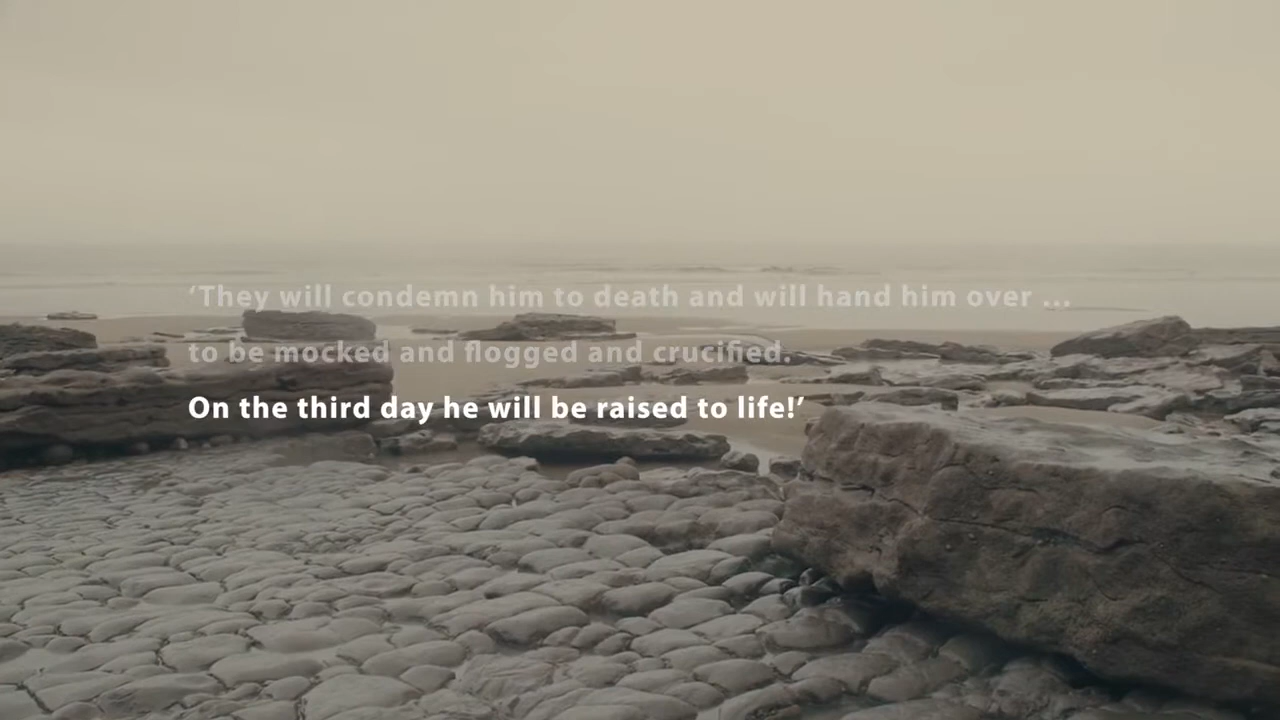 ‘They will condemn him to death and will hand him over ...
to be mocked and flogged and crucified.
On the third day he will be raised to life!’